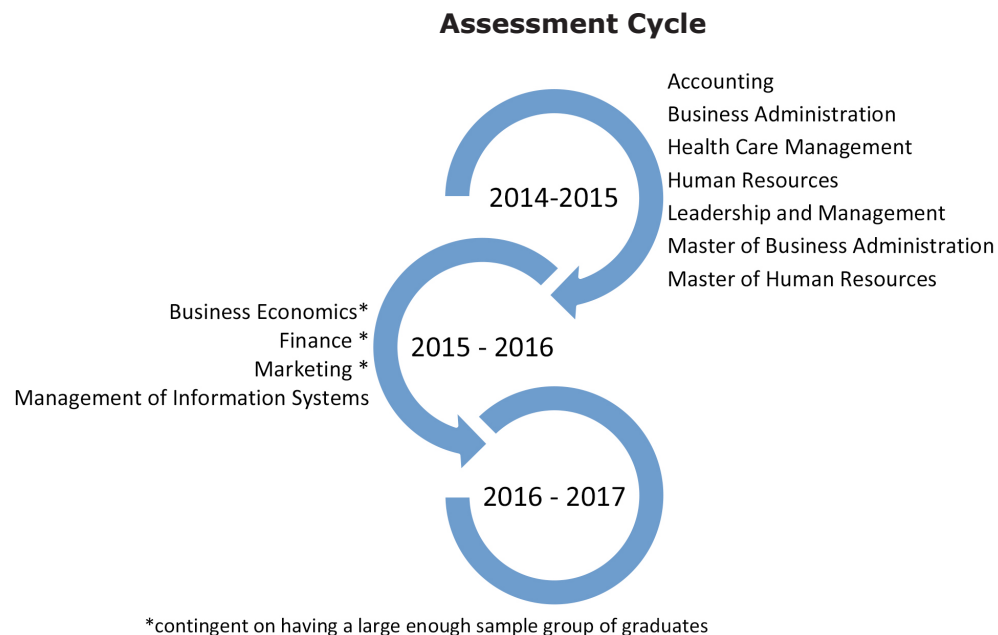 Assessment Cycle
Accounting
Business Administration
Health Care Management
Human Resources
Leadership and Management
Master of Business Administration
Master of Human Resources
2014-2015
Business Economics*
Finance *
Marketing *
Management of Information Systems
2015 - 2016
2016 - 2017
*contingent on having a large enough sample group of graduates